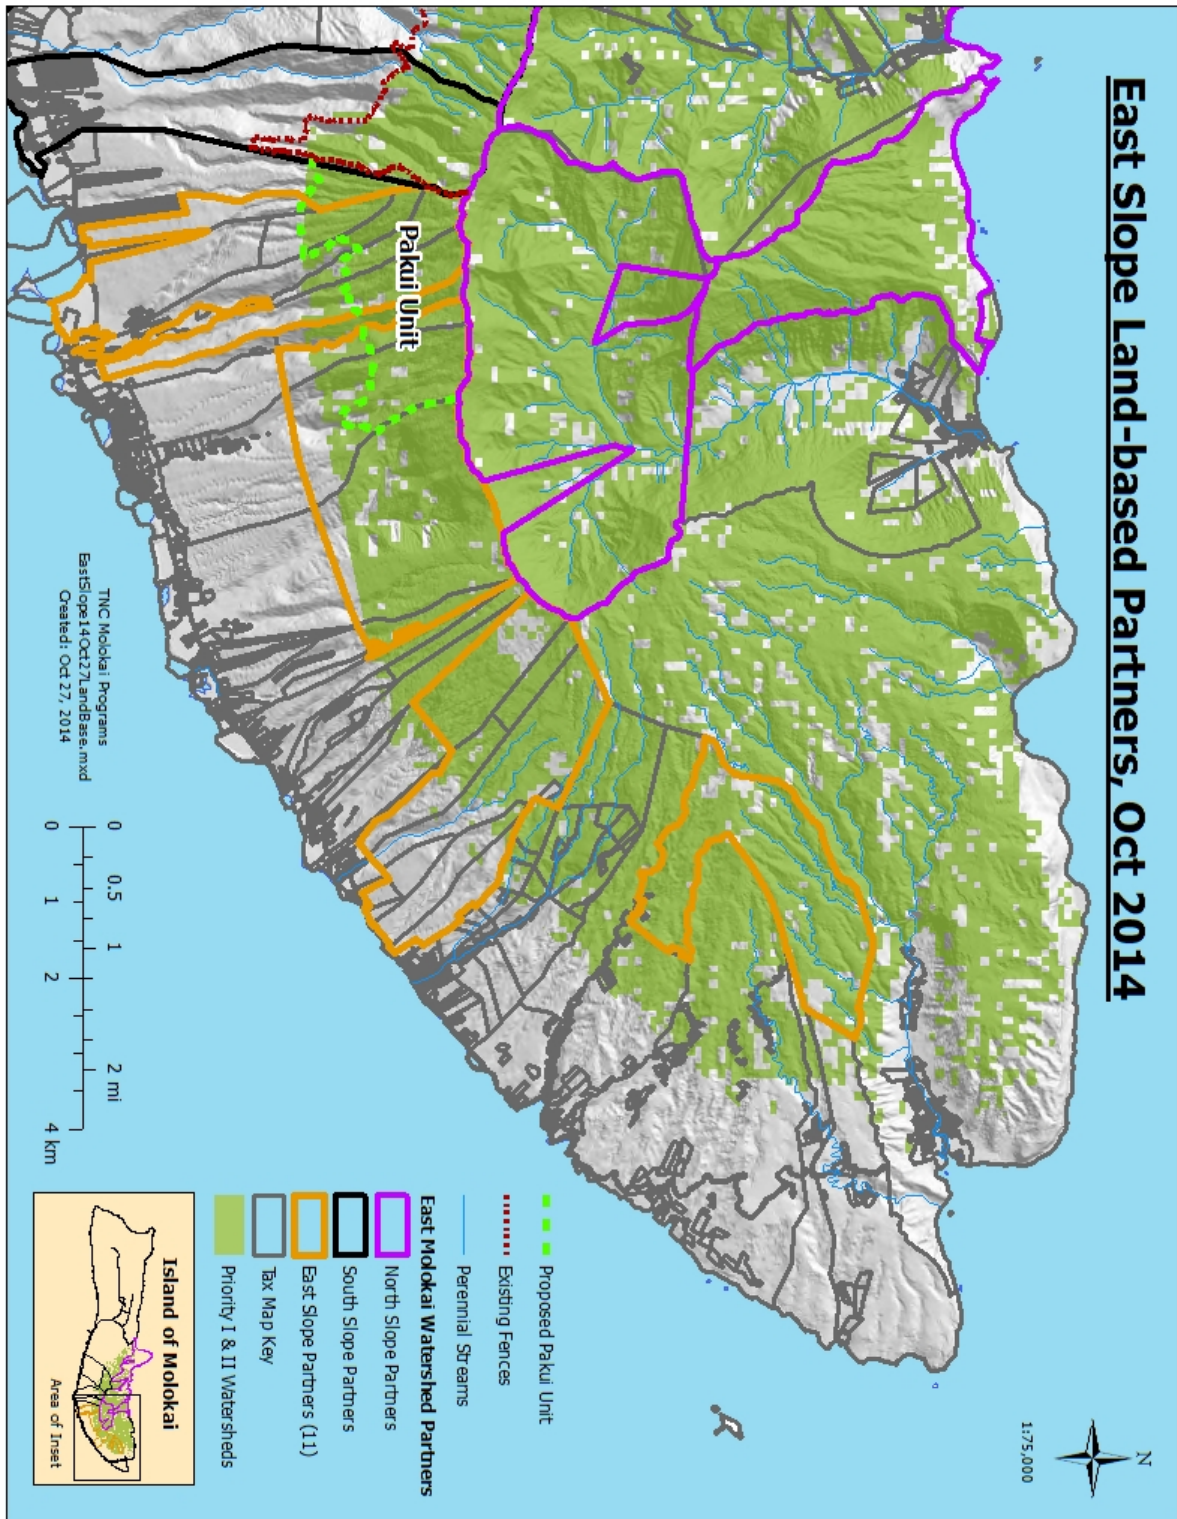 East Slope Land-based Partners, Oct 2014
N
1:75,000
Pakui Unit
TNC Molokai Programs
EastSlope14Oct27LandBase.mxd
Created: Oct 27, 2014
0 0.5 1 2 mi
0 1 2 4 km
Proposed Pakui Unit
Existing Fences
Perennial Streams
East Molokai Watershed Partners
North Slope Partners
South Slope Partners
East Slope Partners (11)
Tax Map Key
Priority I & II Watersheds
Island of Molokai
Area of Inset